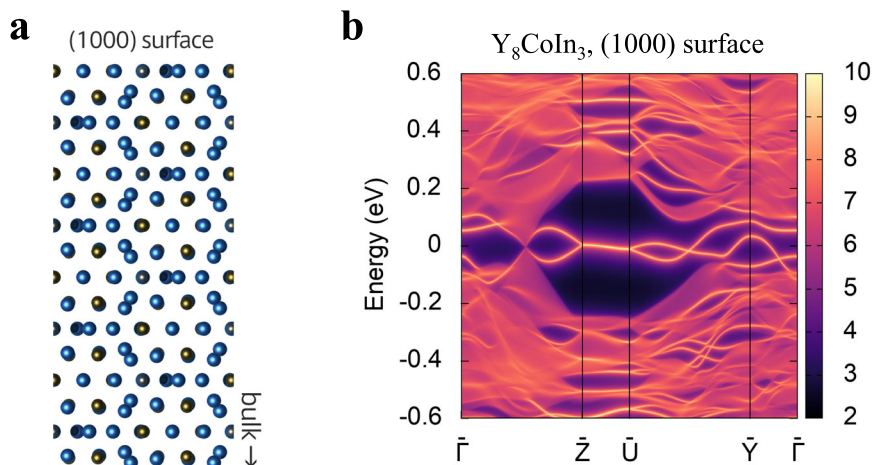 a
(1000) surface
bulk →
b
Y₈CoIn₃, (1000) surface
Energy (eV)
0.6
0.4
0.2
0
-0.2
-0.4
-0.6
Γ̄ Z̄ Ū Ȳ Γ̄
10
9
8
7
6
5
4
3
2